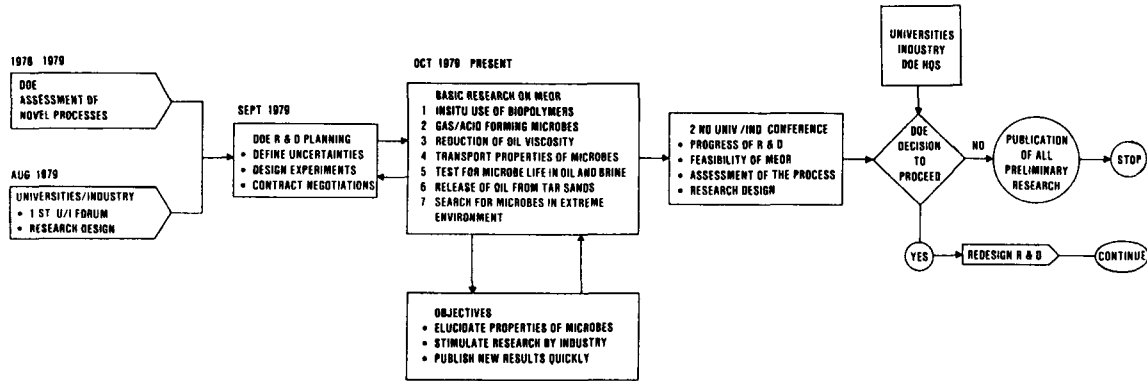 1978 1979
DOE
ASSESSMENT OF
NOVEL PROCESSES
AUG 1979
UNIVERSITIES/INDUSTRY
• 1 ST U/I FORUM
• RESEARCH DESIGN
SEPT 1979
DOE R & D PLANNING
• DEFINE UNCERTAINTIES
• DESIGN EXPERIMENTS
• CONTRACT NEGOTIATIONS
OCT 1979 PRESENT
BASIC RESEARCH ON MEOR
1 INSITU USE OF BIOPOLYMERS
2 GAS/ACID FORMING MICROBES
3 REDUCTION OF OIL VISCOSITY
4 TRANSPORT PROPERTIES OF MICROBES
5 TEST FOR MICROBE LIFE IN OIL AND BRINE
6 RELEASE OF OIL FROM TAR SANDS
7 SEARCH FOR MICROBES IN EXTREME
ENVIRONMENT
OBJECTIVES
• ELUCIDATE PROPERTIES OF MICROBES
• STIMULATE RESEARCH BY INDUSTRY
• PUBLISH NEW RESULTS QUICKLY
2 ND UNIV/IND CONFERENCE
• PROGRESS OF R & D
• FEASIBILITY OF MEOR
• ASSESSMENT OF THE PROCESS
• RESEARCH DESIGN
UNIVERSITIES
INDUSTRY
DOE HQS
DOE
DECISION
TO
PROCEED
NO
PUBLICATION
OF ALL
PRELIMINARY
RESEARCH
STOP
YES
REDESIGN R & D
CONTINUE